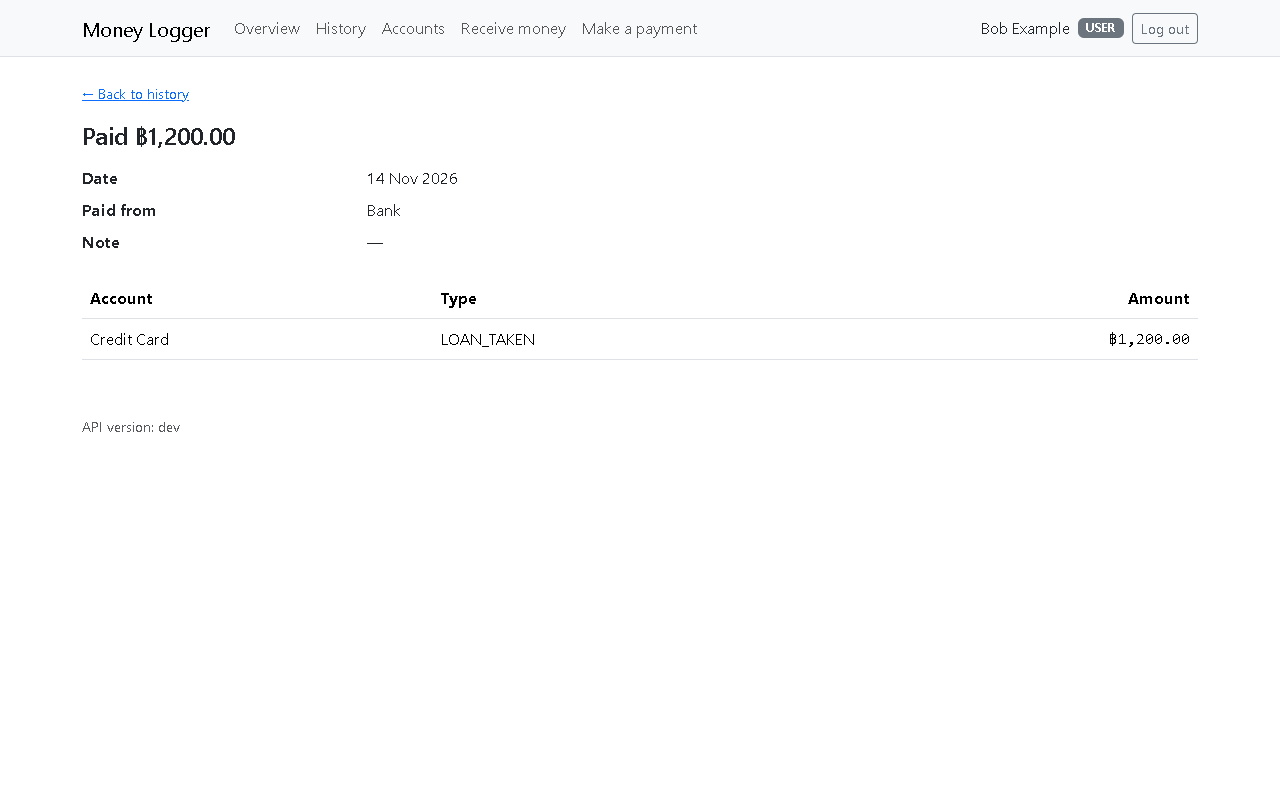 Money Logger Overview History Accounts Receive money Make a payment Bob Example USER Log out
← Back to history
Paid ฿1,200.00
Date 14 Nov 2026
Paid from Bank
Note —
Account Type Amount
Credit Card LOAN_TAKEN ฿1,200.00
API version: dev